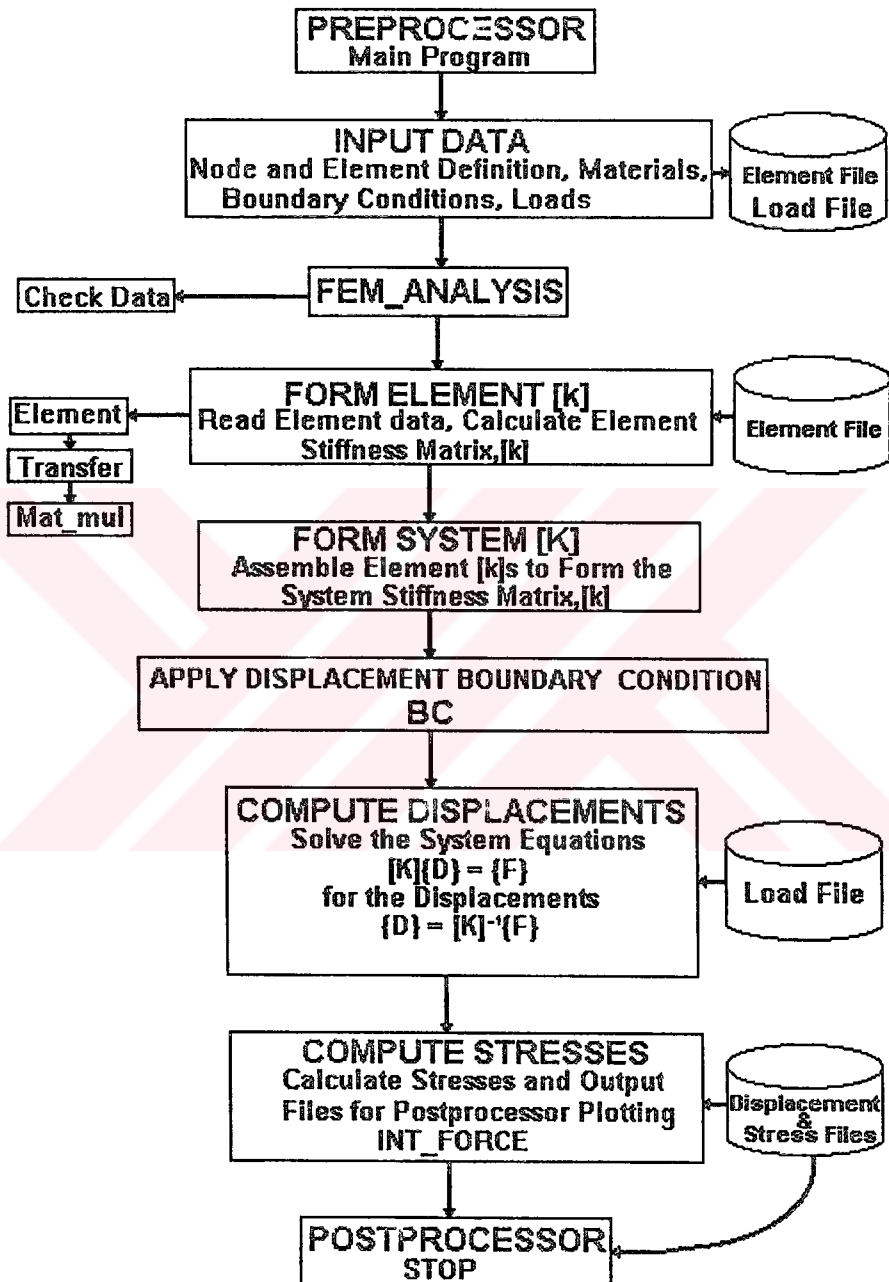 PREPROCESSOR
Main Program
INPUT DATA
Node and Element Definition, Materials,
Boundary Conditions, Loads
Element File
Load File
Check Data
FEM_ANALYSIS
FORM ELEMENT [k]
Read Element data, Calculate Element
Stiffness Matrix,[k]
Element File
Element
Transfer
Mat_mul
FORM SYSTEM [K]
Assemble Element [k]s to Form the
System Stiffness Matrix,[k]
APPLY DISPLACEMENT BOUNDARY CONDITION
BC
COMPUTE DISPLACEMENTS
Solve the System Equations
[K]{D} = {F}
for the Displacements
{D} = [K]⁻¹{F}
Load File
COMPUTE STRESSES
Calculate Stresses and Output
Files for Postprocessor Plotting
INT_FORCE
Displacement
&
Stress Files
POSTPROCESSOR
STOP